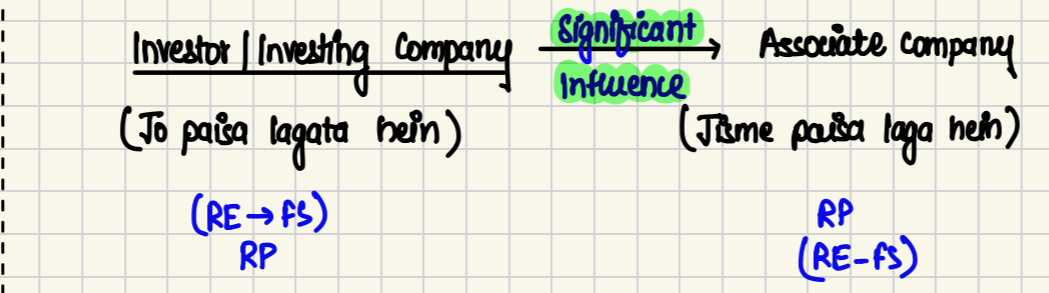 Investor | Investing Company Significant Influence Associate Company
(Jo paisa lagata hein) (Jisme paisa laga hein)
(RE → FS) RP
RP (RE-FS)